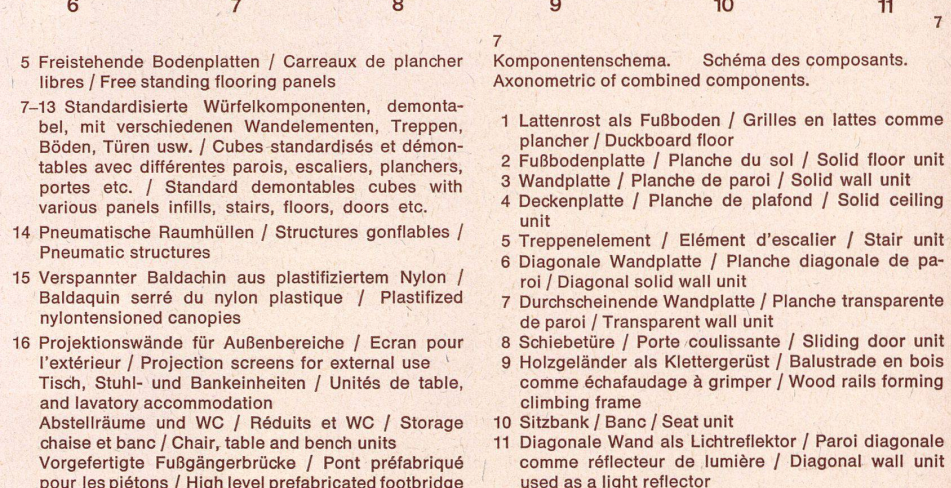 6 7 8 9 10 11
7
5 Freistehende Bodenplatten / Carreaux de plancher
libres / Free standing flooring panels
7–13 Standardisierte Würfelkomponenten, demonta-
bel, mit verschiedenen Wandelementen, Treppen,
Böden, Türen usw. / Cubes standardisés et démon-
tables avec différentes parois, escaliers, planchers,
portes etc. / Standard demontables cubes with
various panels infills, stairs, floors, doors etc.
14 Pneumatische Raumhüllen / Structures gonflables /
Pneumatic structures
15 Verspannter Baldachin aus plastifiziertem Nylon /
Baldaquin serré du nylon plastique / Plastified
nylontensioned canopies
16 Projektionswände für Außenbereiche / Ecran pour
l'extérieur / Projection screens for external use
Tisch, Stuhl- und Bankeinheiten / Unités de table,
and lavatory accommodation
Abstellräume und WC / Réduits et WC / Storage
chaise et banc / Chair, table and bench units
Vorgefertigte Fußgängerbrücke / Pont préfabriqué
pour les piétons / High level prefabricated footbridge
7
Komponentenschema. Schéma des composants.
Axonometric of combined components.
1 Lattenrost als Fußboden / Grilles en lattes comme
plancher / Duckboard floor
2 Fußbodenplatte / Planche du sol / Solid floor unit
3 Wandplatte / Planche de paroi / Solid wall unit
4 Deckenplatte / Planche de plafond / Solid ceiling
unit
5 Treppenelement / Elément d'escalier / Stair unit
6 Diagonale Wandplatte / Planche diagonale de pa-
roi / Diagonal solid wall unit
7 Durchscheinende Wandplatte / Planche transparente
de paroi / Transparent wall unit
8 Schiebetüre / Porte coulissante / Sliding door unit
9 Holzgeländer als Klettergerüst / Balustrade en bois
comme échafaudage à grimper / Wood rails forming
climbing frame
10 Sitzbank / Banc / Seat unit
11 Diagonale Wand als Lichtreflektor / Paroi diagonale
comme réflecteur de lumière / Diagonal wall unit
used as a light reflector